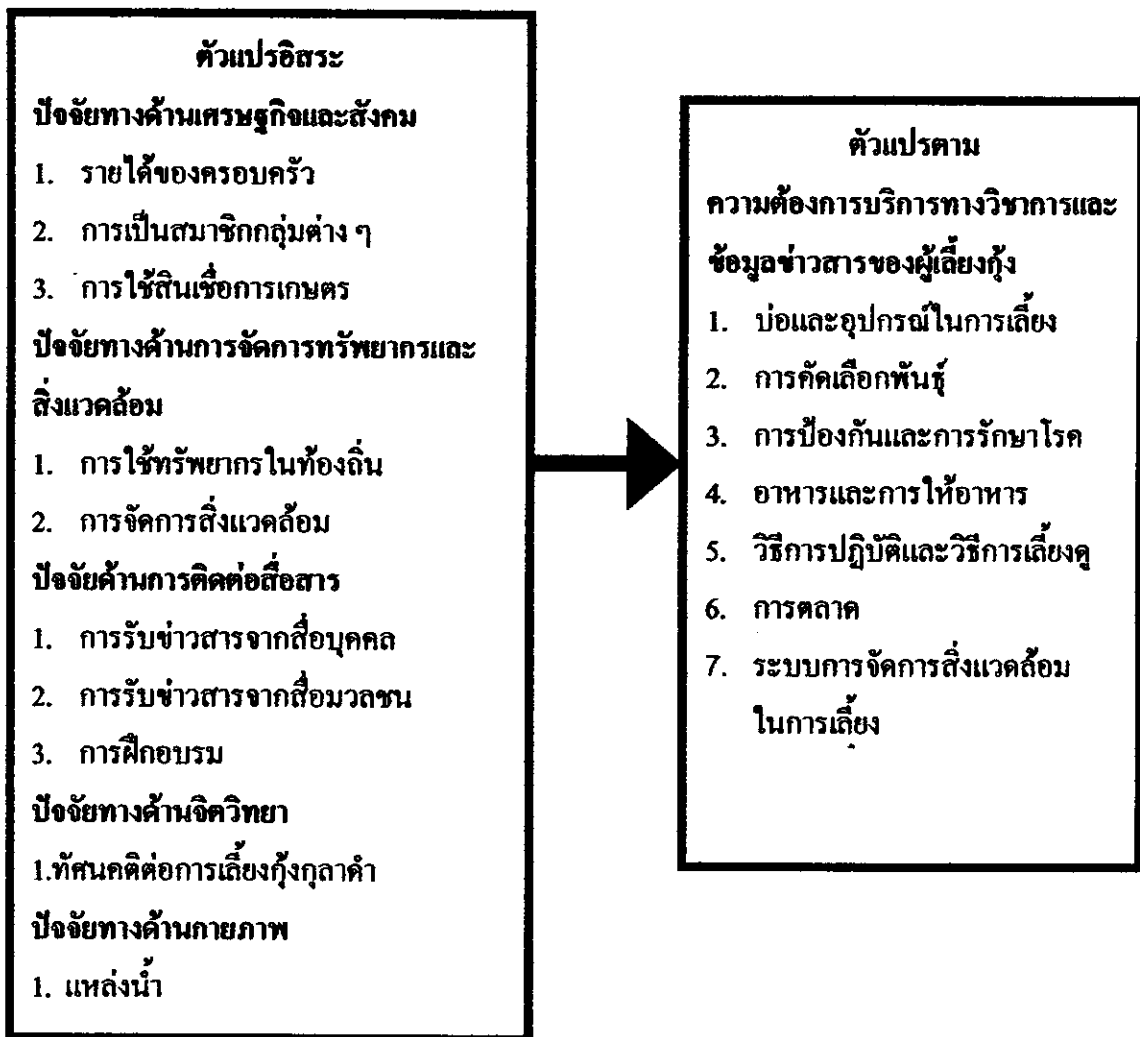 ตัวแปรอิสระ
ปัจจัยทางด้านเศรษฐกิจและสังคม
1. รายได้ของครอบครัว
2. การเป็นสมาชิกกลุ่มต่าง ๆ
3. การใช้สินเชื่อการเกษตร
ปัจจัยทางด้านการจัดการทรัพยากรและ
สิ่งแวดล้อม
1. การใช้ทรัพยากรในท้องถิ่น
2. การจัดการสิ่งแวดล้อม
ปัจจัยด้านการติดต่อสื่อสาร
1. การรับข่าวสารจากสื่อบุคคล
2. การรับข่าวสารจากสื่อมวลชน
3. การฝึกอบรม
ปัจจัยทางด้านจิตวิทยา
1.ทัศนคติต่อการเลี้ยงกุ้งกุลาดำ
ปัจจัยทางด้านกายภาพ
1. แหล่งน้ำ
ตัวแปรตาม
ความต้องการบริการทางวิชาการและ
ข้อมูลข่าวสารของผู้เลี้ยงกุ้ง
1. บ่อและอุปกรณ์ในการเลี้ยง
2. การคัดเลือกพันธุ์
3. การป้องกันและการรักษาโรค
4. อาหารและการให้อาหาร
5. วิธีการปฏิบัติและวิธีการเลี้ยงดู
6. การตลาด
7. ระบบการจัดการสิ่งแวดล้อม
ในการเลี้ยง